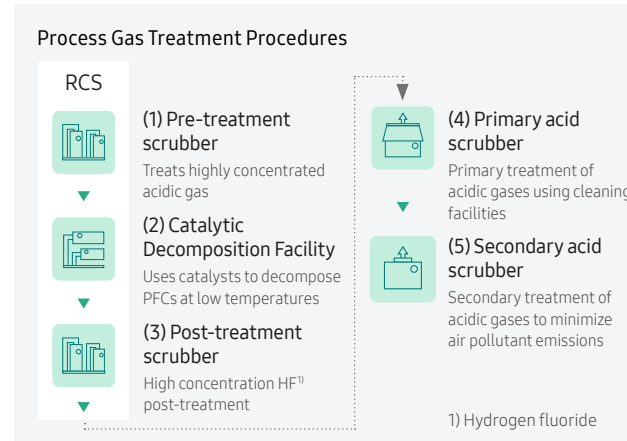 Process Gas Treatment Procedures
RCS
(1) Pre-treatment
scrubber
Treats highly concentrated
acidic gas
(2) Catalytic
Decomposition Facility
Uses catalysts to decompose
PFCs at low temperatures
(3) Post-treatment
scrubber
High concentration HF¹⁾
post-treatment
(4) Primary acid
scrubber
Primary treatment of
acidic gases using cleaning
facilities
(5) Secondary acid
scrubber
Secondary treatment of
acidic gases to minimize
air pollutant emissions
1) Hydrogen fluoride